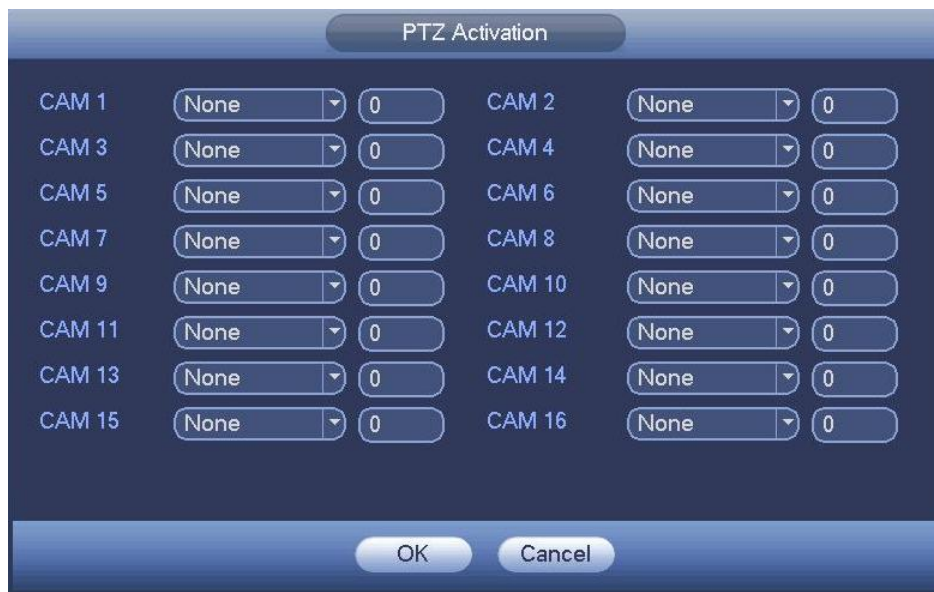 PTZ Activation
CAM 1 None 0 CAM 2 None 0
CAM 3 None 0 CAM 4 None 0
CAM 5 None 0 CAM 6 None 0
CAM 7 None 0 CAM 8 None 0
CAM 9 None 0 CAM 10 None 0
CAM 11 None 0 CAM 12 None 0
CAM 13 None 0 CAM 14 None 0
CAM 15 None 0 CAM 16 None 0
OK Cancel